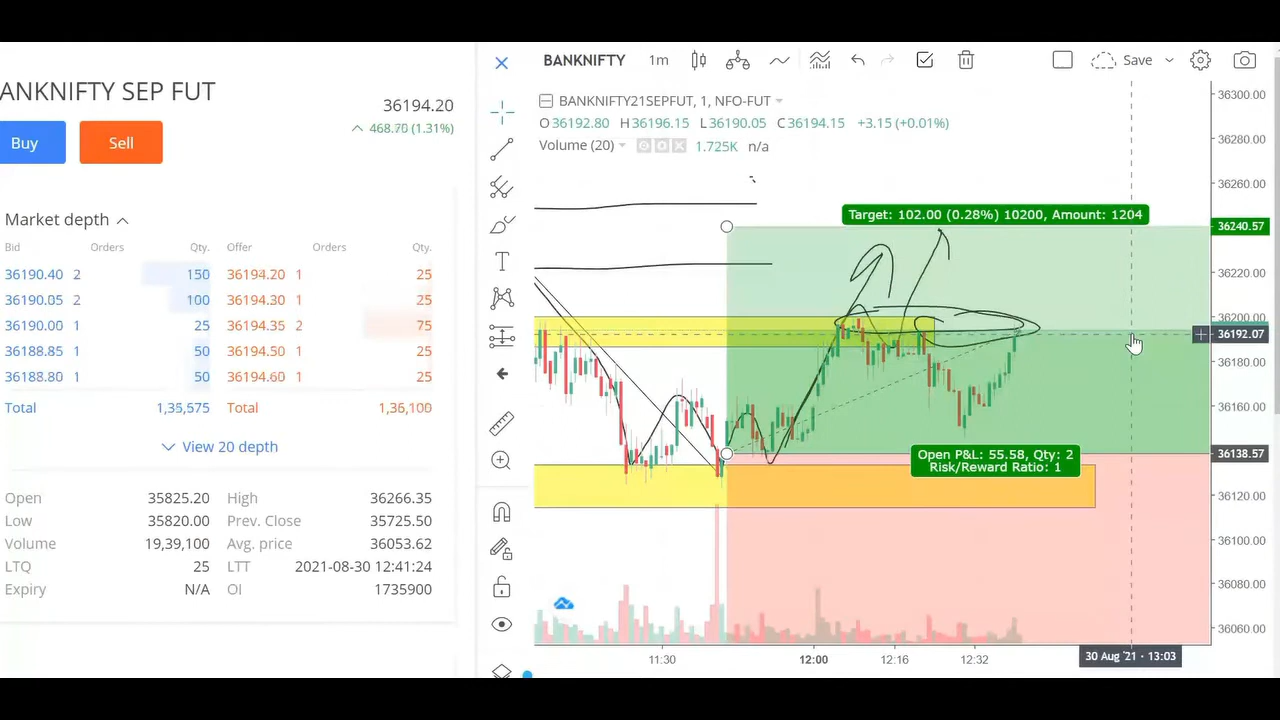 ANKNIFTY SEP FUT
36194.20
468.70 (1.31%)
Buy
Sell
Market depth
Bid Orders Qty. Offer Orders Qty.
36190.40 2 150 36194.20 1 25
36190.05 2 100 36194.30 1 25
36190.00 1 25 36194.35 2 75
36188.85 1 50 36194.50 1 25
36188.80 1 50 36194.60 1 25
Total 1,35,575 Total 1,36,100
View 20 depth
Open 35825.20 High 36266.35
Low 35820.00 Prev. Close 35725.50
Volume 19,39,100 Avg. price 36053.62
LTQ 25 LTT 2021-08-30 12:41:24
Expiry N/A OI 1735900
BANKNIFTY 1m Save
BANKNIFTY21SEPFUT, 1, NFO-FUT
O36192.80 H36196.15 L36190.05 C36194.15 +3.15 (+0.01%)
Volume (20) 1.725K n/a
Target: 102.00 (0.28%) 10200, Amount: 1204
Open P&L: 55.58, Qty: 2
Risk/Reward Ratio: 1
36300.00
36280.00
36260.00
36240.57
36220.00
36200.00
36192.07
36180.00
36160.00
36138.57
36120.00
36100.00
36080.00
36060.00
11:30 12:00 12:16 12:32 30 Aug '21 - 13:03